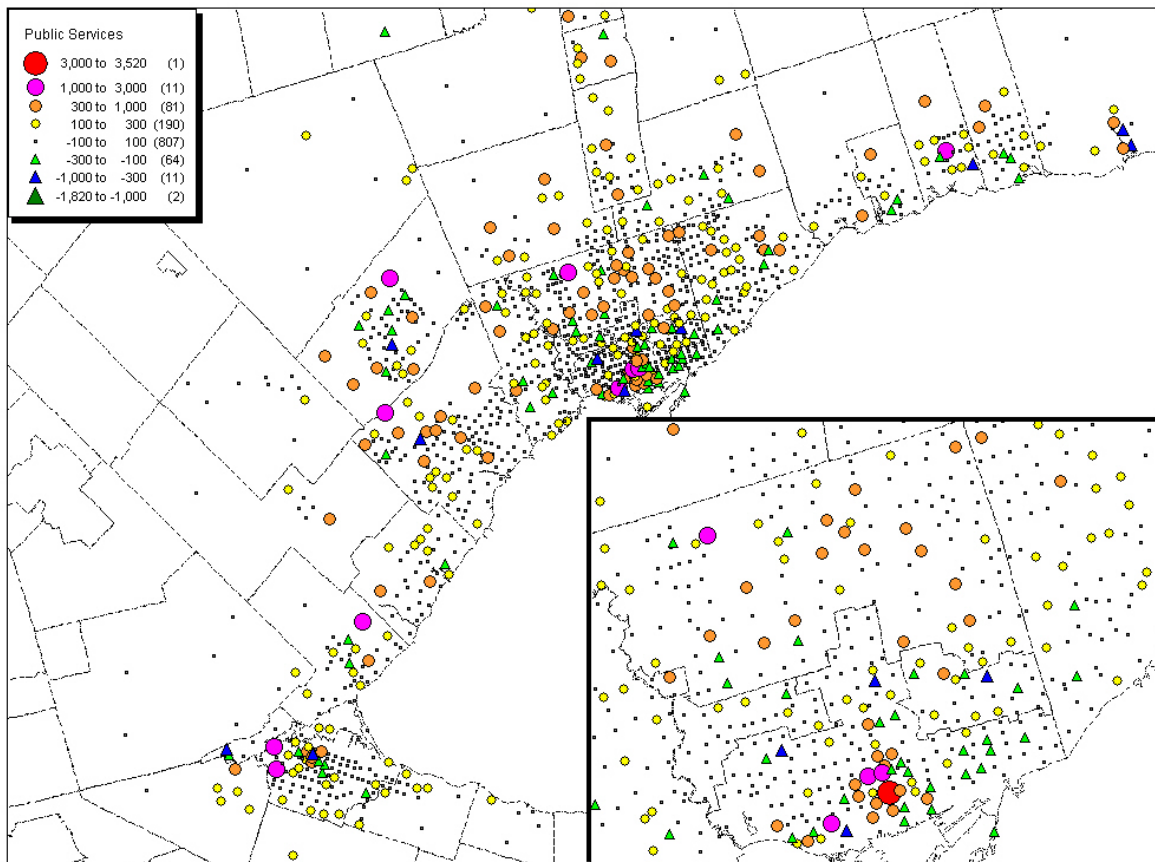 Public Services
3,000 to 3,520 (1)
1,000 to 3,000 (11)
300 to 1,000 (81)
100 to 300 (190)
-100 to 100 (807)
-300 to -100 (64)
-1,000 to -300 (11)
-1,820 to -1,000 (2)